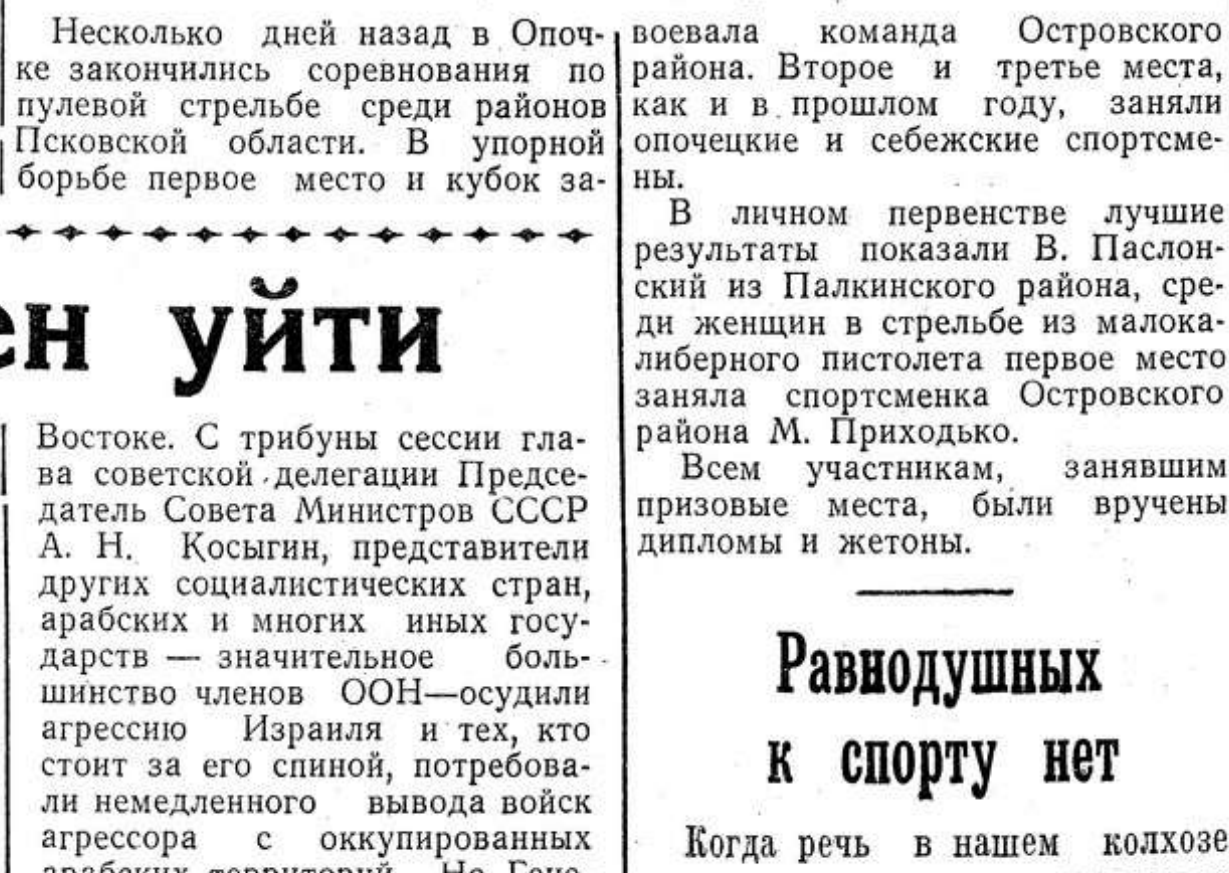 Несколько дней назад в Опоч-
ке закончились соревнования по
пулевой стрельбе среди районов
Псковской области. В упорной
борьбе первое место и кубок за-
воевала команда Островского
района. Второе и третье места,
как и в прошлом году, заняли
опочецкие и себежские спортсме-
ны.
В личном первенстве лучшие
результаты показали В. Паслон-
ский из Палкинского района, сре-
ди женщин в стрельбе из малока-
либерного пистолета первое место
заняла спортсменка Островского
района М. Приходько.
Всем участникам, занявшим
призовые места, были вручены
дипломы и жетоны.
ен уйти
Востоке. С трибуны сессии гла-
ва советской делегации Предсе-
датель Совета Министров СССР
А. Н. Косыгин, представители
других социалистических стран,
арабских и многих иных госу-
дарств — значительное боль-
шинство членов ООН—осудили
агрессию Израиля и тех, кто
стоит за его спиной, потребова-
ли немедленного вывода войск
агрессора с оккупированных
арабских территорий. Но Гене-
Равнодушных
к спорту нет
Когда речь в нашем колхозе